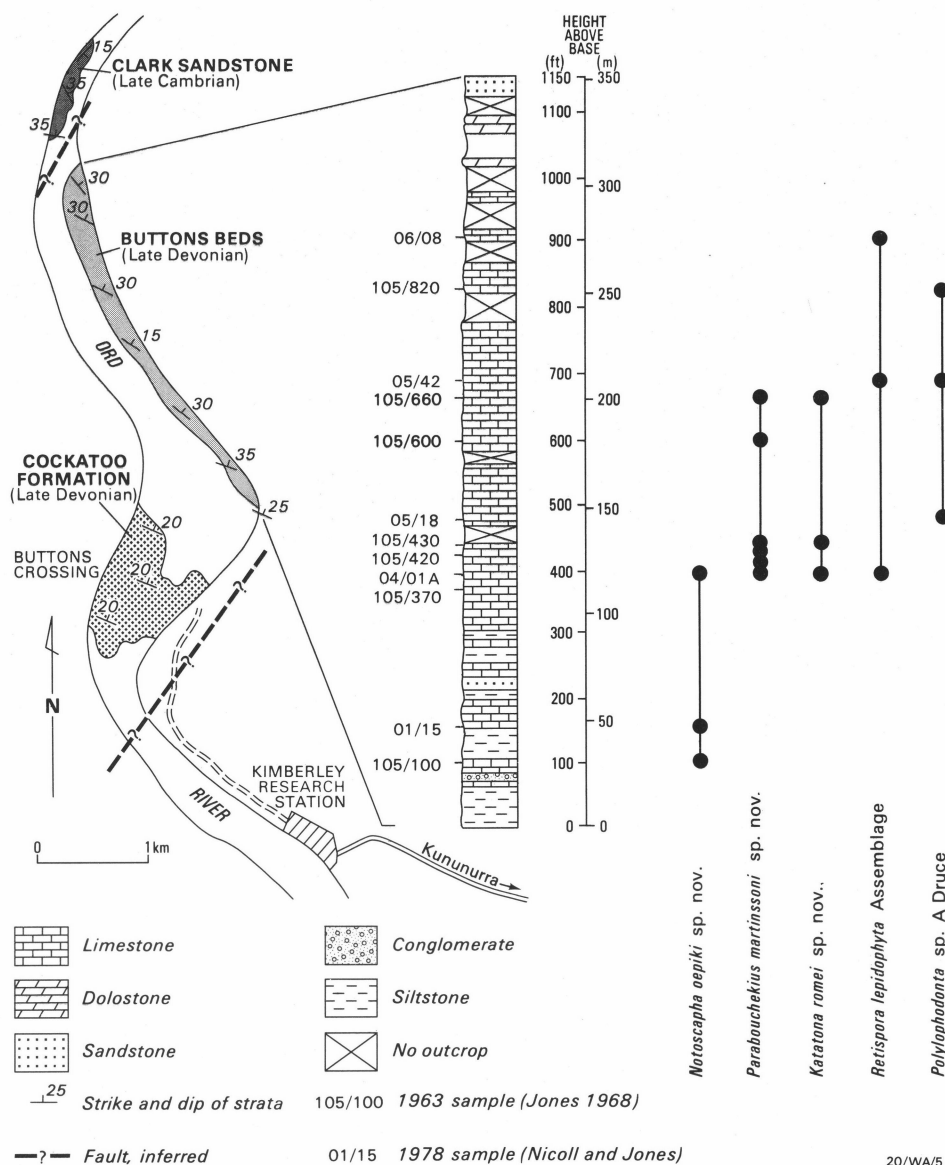 15
CLARK SANDSTONE
(Late Cambrian)
35
35
?
?
30
30
BUTTONS BEDS
(Late Devonian)
30
ORD
15
30
COCKATOO
FORMATION
(Late Devonian)
35
25
20
BUTTONS
CROSSING
20
20
?
?
?
N
RIVER
KIMBERLEY
RESEARCH
STATION
Kununurra
0 1 km
HEIGHT
ABOVE
BASE
(ft) (m)
1150 350
1100
1000 300
06/08 900
105/820 250
800
05/42 700
105/660 200
105/600 600
500 150
05/18
105/430
105/420
04/01A 400
105/370 100
300
200
01/15 50
105/100 100
0 0
Notoscapha oepiki sp. nov.
Parabouchekius martinssoni sp. nov.
Katatona romei sp. nov..
Retispora lepidophyta Assemblage
Polylophodonta sp. A Druce
Limestone
Conglomerate
Dolostone
Siltstone
Sandstone
No outcrop
25 Strike and dip of strata
105/100 1963 sample (Jones 1968)
? Fault, inferred
01/15 1978 sample (Nicoll and Jones)
20/WA/5